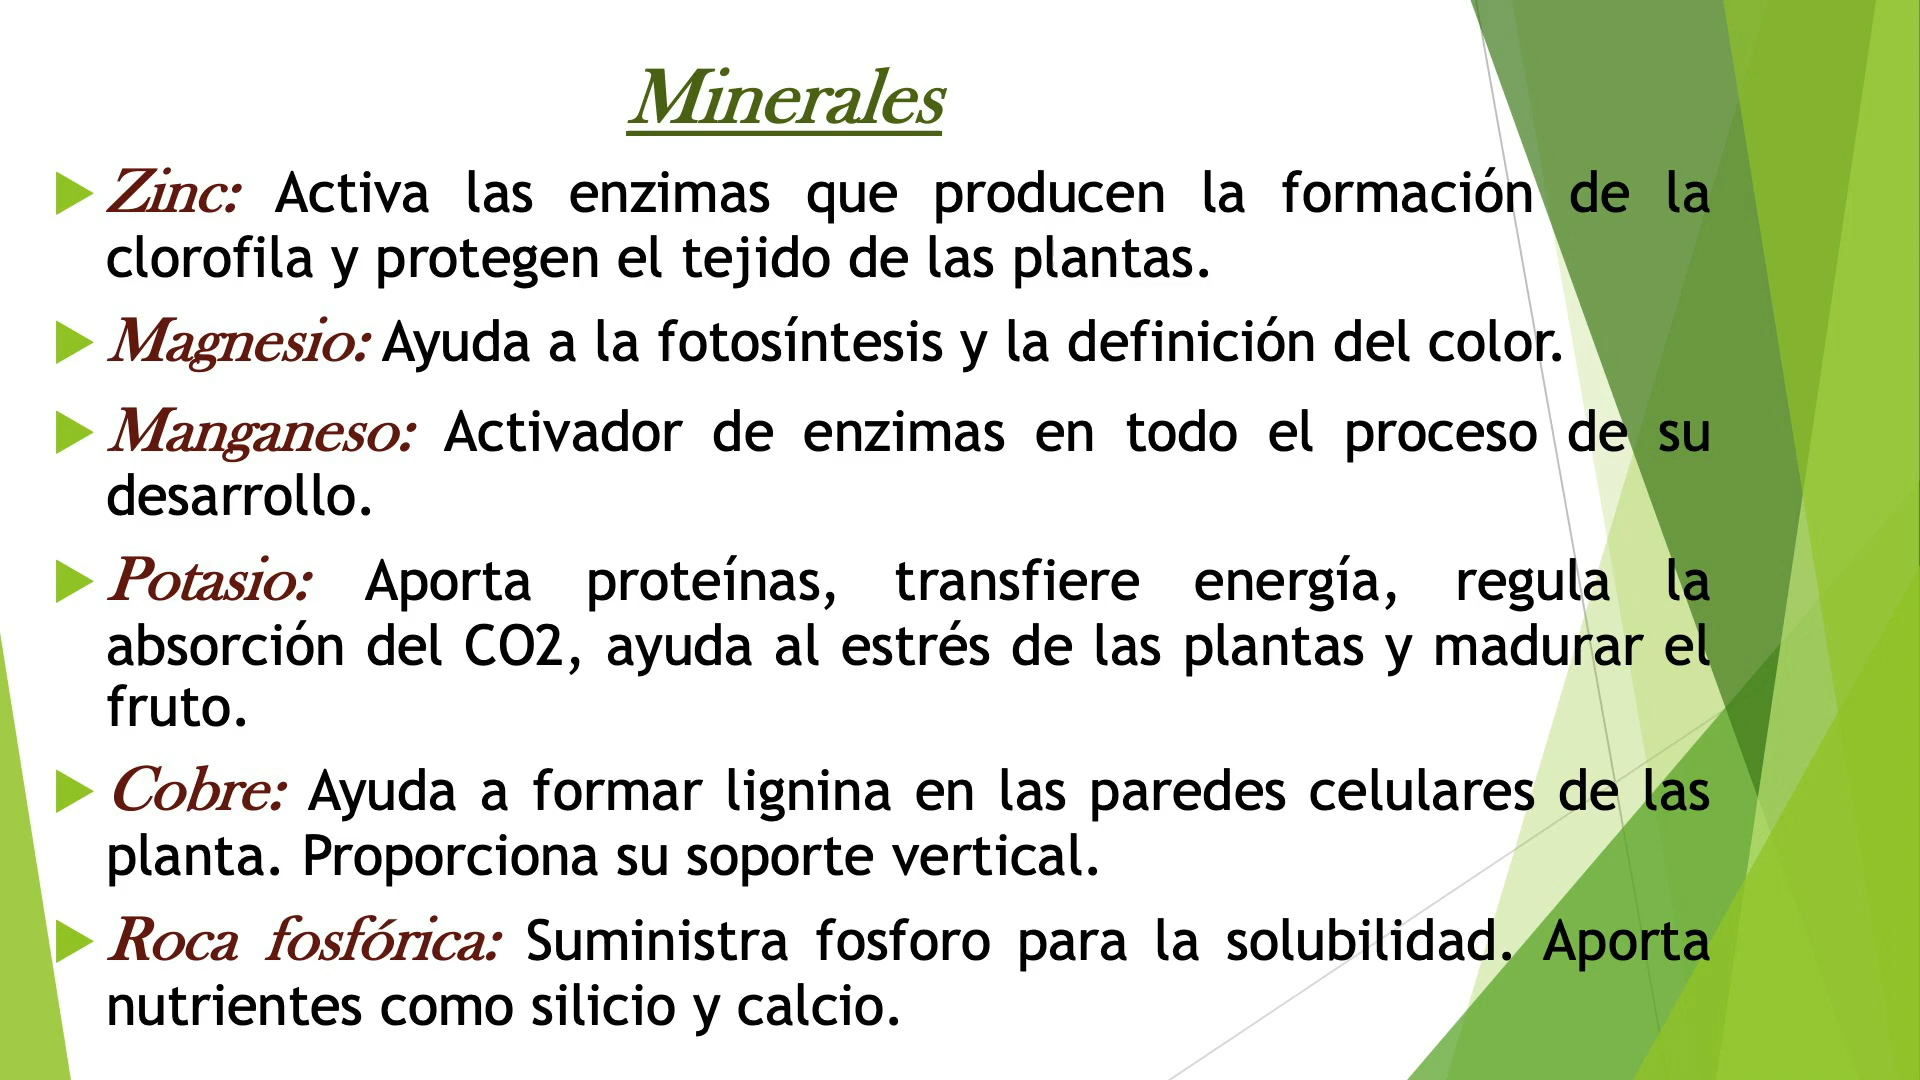 Minerales
Zinc: Activa las enzimas que producen la formación de la
clorofila y protegen el tejido de las plantas.
Magnesio: Ayuda a la fotosíntesis y la definición del color.
Manganeso: Activador de enzimas en todo el proceso de su
desarrollo.
Potasio: Aporta proteínas, transfiere energía, regula la
absorción del CO2, ayuda al estrés de las plantas y madurar el
fruto.
Cobre: Ayuda a formar lignina en las paredes celulares de las
planta. Proporciona su soporte vertical.
Roca fosfórica: Suministra fosforo para la solubilidad. Aporta
nutrientes como silicio y calcio.